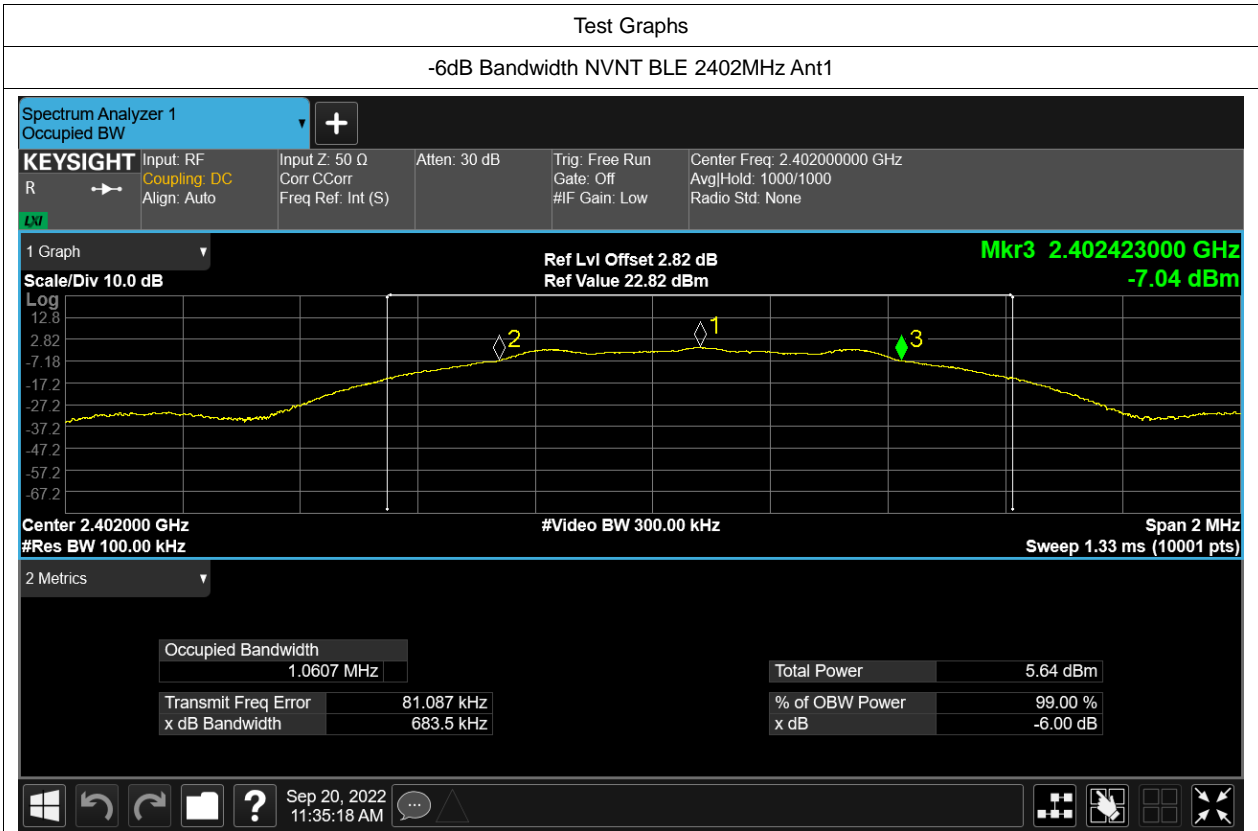 Test Graphs
-6dB Bandwidth NVNT BLE 2402MHz Ant1
Spectrum Analyzer 1
Occupied BW
KEYSIGHT
R
LXI
Input: RF
Coupling: DC
Align: Auto
Input Z: 50 Ω
Corr CCorr
Freq Ref: Int (S)
Atten: 30 dB
Trig: Free Run
Gate: Off
#IF Gain: Low
Center Freq: 2.402000000 GHz
Avg|Hold: 1000/1000
Radio Std: None
1 Graph
Scale/Div 10.0 dB
Ref Lvl Offset 2.82 dB
Ref Value 22.82 dBm
Mkr3 2.402423000 GHz
-7.04 dBm
Log
12.8
2.82
-7.18
-17.2
-27.2
-37.2
-47.2
-57.2
-67.2
2
1
3
Center 2.402000 GHz
#Res BW 100.00 kHz
#Video BW 300.00 kHz
Span 2 MHz
Sweep 1.33 ms (10001 pts)
2 Metrics
Occupied Bandwidth
1.0607 MHz
Transmit Freq Error 81.087 kHz
x dB Bandwidth 683.5 kHz
Total Power 5.64 dBm
% of OBW Power 99.00 %
x dB -6.00 dB
?
Sep 20, 2022
11:35:18 AM